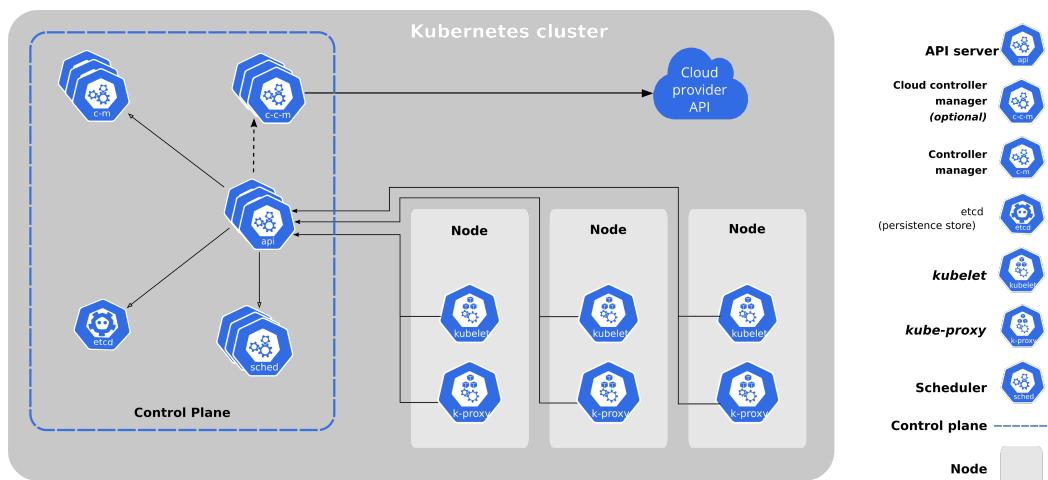 Kubernetes cluster
c-m
c-c-m
Cloud
provider
API
api
etcd
sched
Control Plane
Node
Node
Node
kubelet
kubelet
kubelet
k-proxy
k-proxy
k-proxy
API server
api
Cloud controller
manager
(optional)
c-c-m
Controller
manager
c-m
etcd
(persistence store)
etcd
kubelet
kubelet
kube-proxy
k-proxy
Scheduler
sched
Control plane
Node